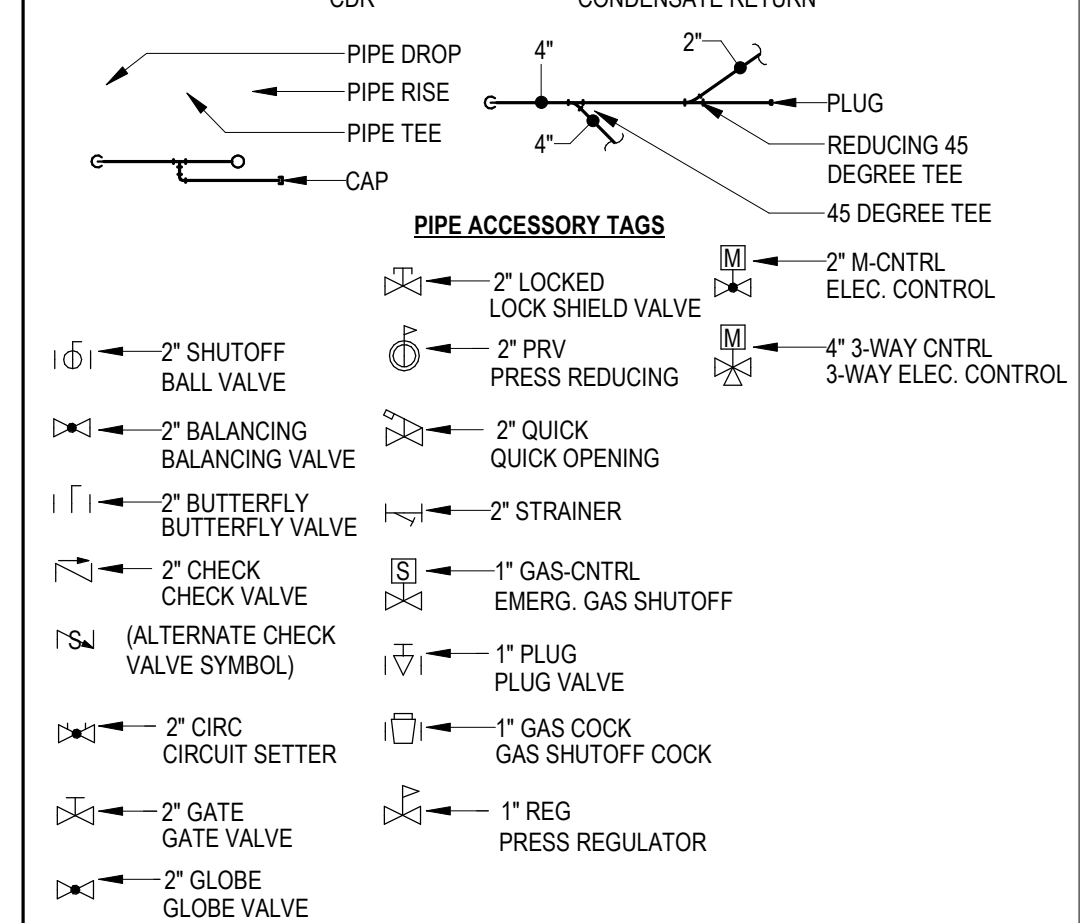 CDR CONDENSATE RETURN
PIPE DROP
PIPE RISE
PIPE TEE
CAP
4"
2"
4"
PLUG
REDUCING 45
DEGREE TEE
45 DEGREE TEE
PIPE ACCESSORY TAGS
2" SHUTOFF
BALL VALVE
2" BALANCING
BALANCING VALVE
2" BUTTERFLY
BUTTERFLY VALVE
2" CHECK
CHECK VALVE
S
(ALTERNATE CHECK
VALVE SYMBOL)
2" CIRC
CIRCUIT SETTER
2" GATE
GATE VALVE
2" GLOBE
GLOBE VALVE
2" LOCKED
LOCK SHIELD VALVE
2" PRV
PRESS REDUCING
2" QUICK
QUICK OPENING
2" STRAINER
S
1" GAS-CNTRL
EMERG. GAS SHUTOFF
1" PLUG
PLUG VALVE
1" GAS COCK
GAS SHUTOFF COCK
1" REG
PRESS REGULATOR
M
2" M-CNTRL
ELEC. CONTROL
M
4" 3-WAY CNTRL
3-WAY ELEC. CONTROL